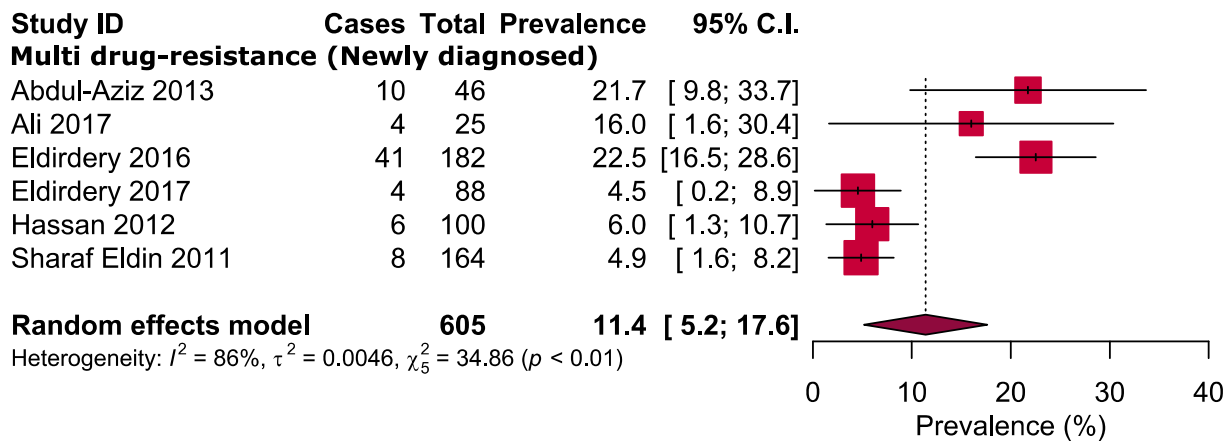 Study ID Cases Total Prevalence 95% C.I.
Multi drug-resistance (Newly diagnosed)
Abdul-Aziz 2013 10 46 21.7 [ 9.8; 33.7]
Ali 2017 4 25 16.0 [ 1.6; 30.4]
Eldirdery 2016 41 182 22.5 [16.5; 28.6]
Eldirdery 2017 4 88 4.5 [ 0.2; 8.9]
Hassan 2012 6 100 6.0 [ 1.3; 10.7]
Sharaf Eldin 2011 8 164 4.9 [ 1.6; 8.2]
Random effects model 605 11.4 [ 5.2; 17.6]
Heterogeneity: I² = 86%, τ² = 0.0046, χ²₅ = 34.86 (p < 0.01)
0 10 20 30 40
Prevalence (%)